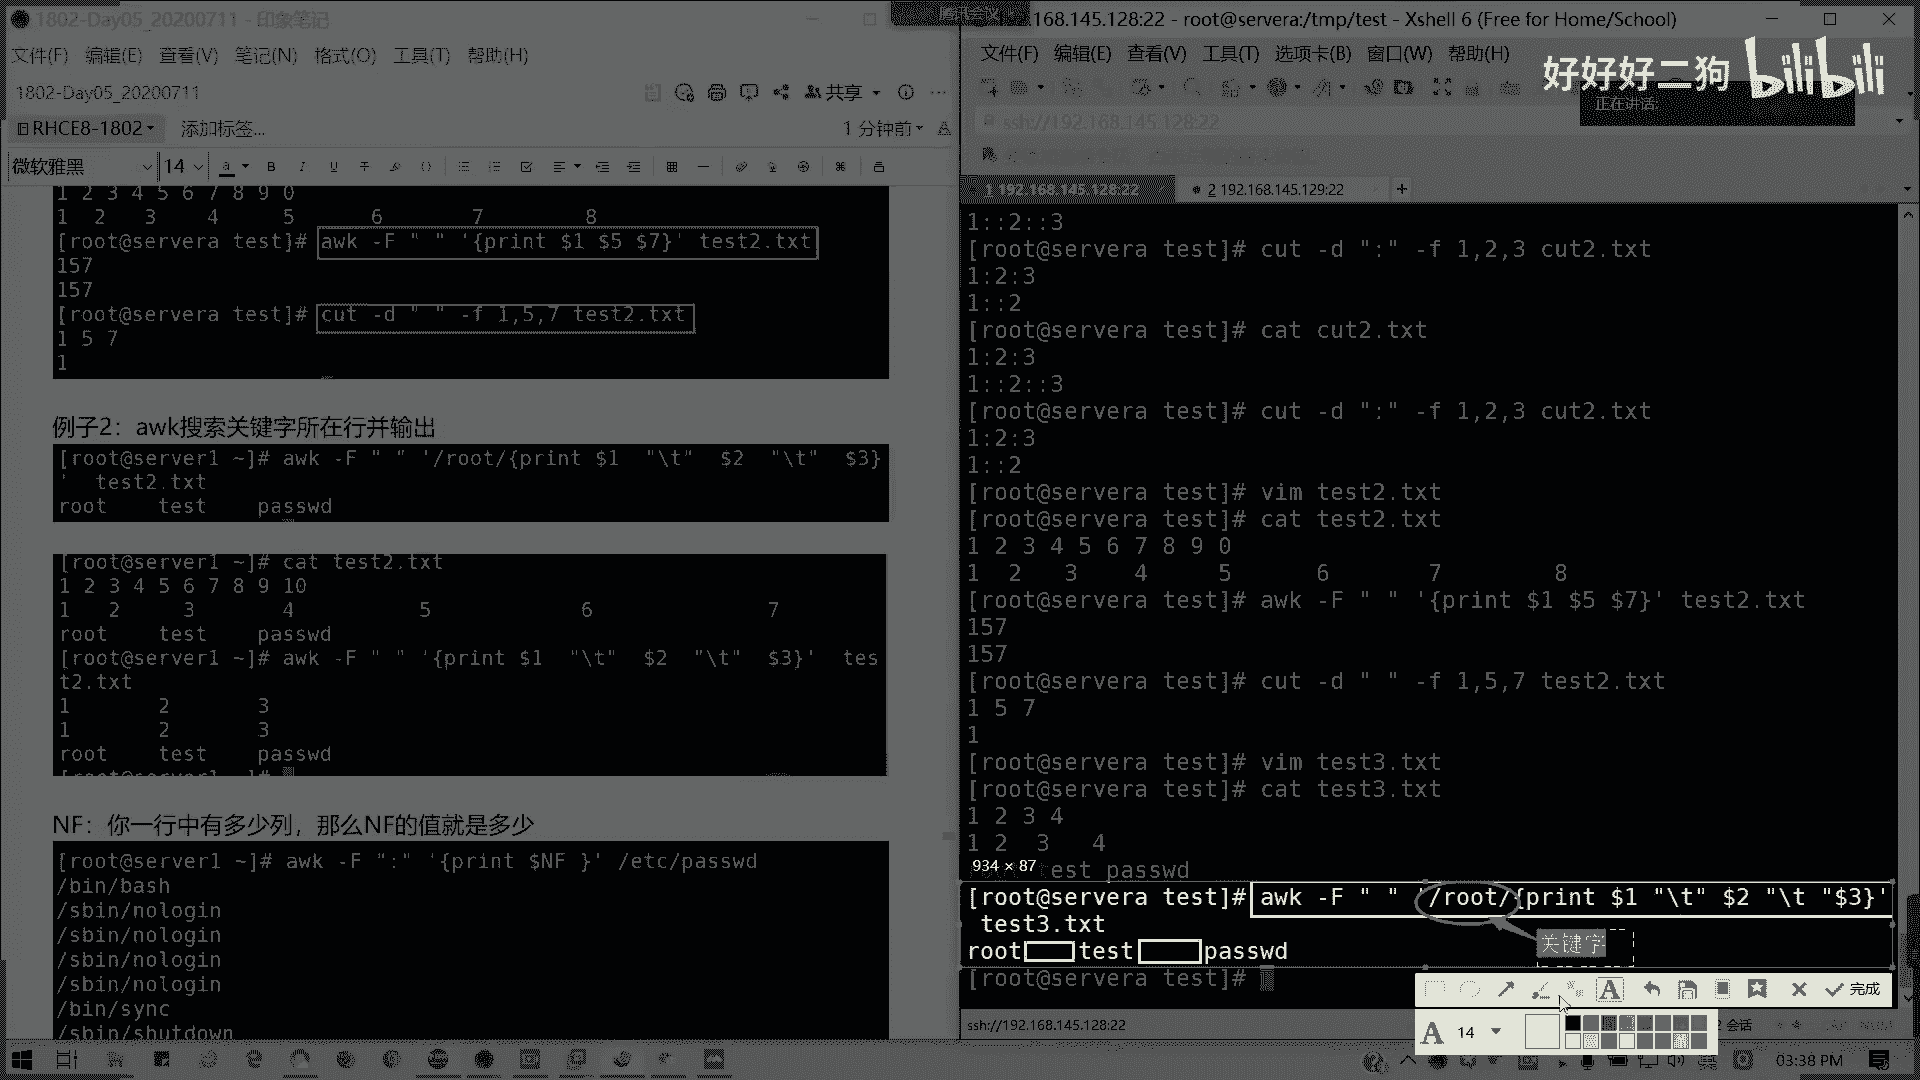 1802-Day05_20200711 - 印象笔记
文件(F) 编辑(E) 查看(V) 笔记(N) 格式(O) 工具(T) 帮助(H)
1802-Day05_20200711
共享
RHCE8-1802 添加标签...
1 分钟前
微软雅黑 14
1 2 3 4 5 6 7 8 9 0
1 2 3 4 5 6 7 8
[root@servera test]# awk -F " " '{print $1 $5 $7}' test2.txt
157
157
[root@servera test]# cut -d " " -f 1,5,7 test2.txt
1 5 7
1
例子2：awk搜索关键字所在行并输出
[root@server1 ~]# awk -F " " '/root/{print $1 "\t" $2 "\t" $3}
' test2.txt
root test passwd
[root@server1 ~]# cat test2.txt
1 2 3 4 5 6 7 8 9 10
1 2 3 4 5 6 7
root test passwd
[root@server1 ~]# awk -F " " '{print $1 "\t" $2 "\t" $3}' tes
t2.txt
1 2 3
1 2 3
root test passwd
[root@server1 ~]#
NF：你一行中有多少列，那么NF的值就是多少
[root@server1 ~]# awk -F ":" '{print $NF }' /etc/passwd
/bin/bash
/sbin/nologin
/sbin/nologin
/sbin/nologin
/sbin/nologin
/bin/sync
/sbin/shutdown
168.145.128:22 - root@servera:/tmp/test - Xshell 6 (Free for Home/School)
文件(F) 编辑(E) 查看(V) 工具(T) 选项卡(B) 窗口(W) 帮助(H)
好好好二狗 bilibili
正在讲话:
ssh://192.168.145.128:22
1 192.168.145.128:22
2 192.168.145.129:22
1::2::3
[root@servera test]# cut -d ":" -f 1,2,3 cut2.txt
1:2:3
1::2
[root@servera test]# cat cut2.txt
1:2:3
1::2::3
[root@servera test]# cut -d ":" -f 1,2,3 cut2.txt
1:2:3
1::2
[root@servera test]# vim test2.txt
[root@servera test]# cat test2.txt
1 2 3 4 5 6 7 8 9 0
1 2 3 4 5 6 7 8
[root@servera test]# awk -F " " '{print $1 $5 $7}' test2.txt
157
157
[root@servera test]# cut -d " " -f 1,5,7 test2.txt
1 5 7
1
[root@servera test]# vim test3.txt
[root@servera test]# cat test3.txt
1 2 3 4
1 2 3 4
934 × 87
test passwd
[root@servera test]# awk -F " " '/root/{print $1 "\t" $2 "\t "$3}'
test3.txt
root test passwd
关键字
[root@servera test]#
完成
ssh://192.168.145.128:22
A 14
2 会话
03:38 PM